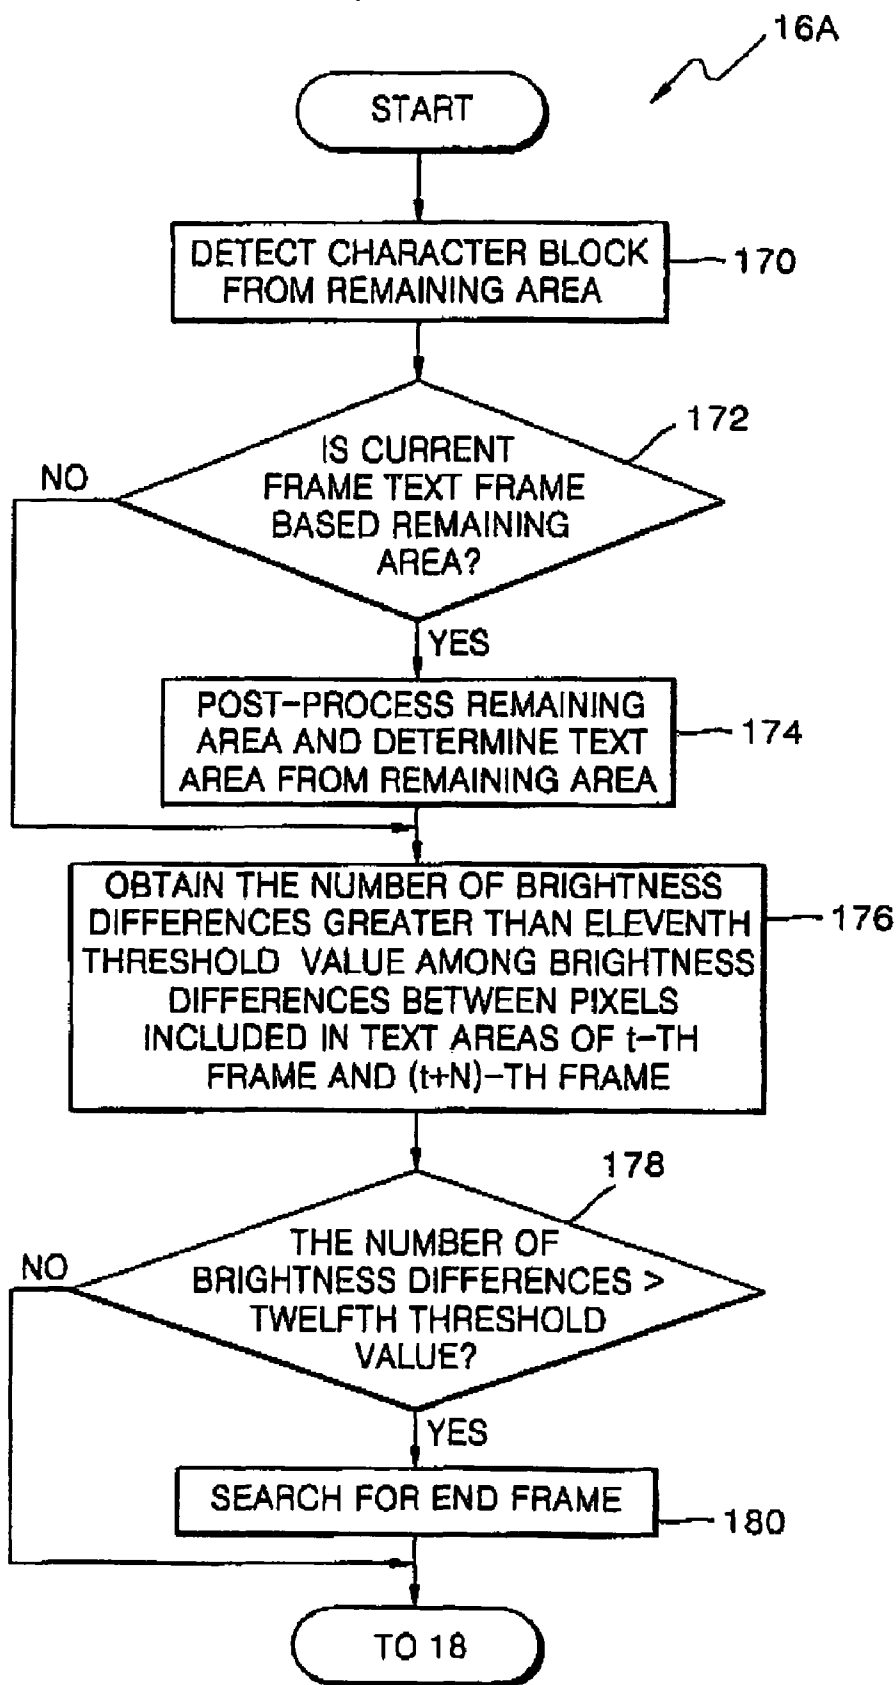 16A
START
DETECT CHARACTER BLOCK
FROM REMAINING AREA
170
172
IS CURRENT
FRAME TEXT FRAME
BASED REMAINING
AREA?
NO
YES
POST-PROCESS REMAINING
AREA AND DETERMINE TEXT
AREA FROM REMAINING AREA
174
OBTAIN THE NUMBER OF BRIGHTNESS
DIFFERENCES GREATER THAN ELEVENTH
THRESHOLD VALUE AMONG BRIGHTNESS
DIFFERENCES BETWEEN PIXELS
INCLUDED IN TEXT AREAS OF t-TH
FRAME AND (t+N)-TH FRAME
176
178
THE NUMBER OF
BRIGHTNESS DIFFERENCES >
TWELFTH THRESHOLD
VALUE?
NO
YES
SEARCH FOR END FRAME
180
TO 18